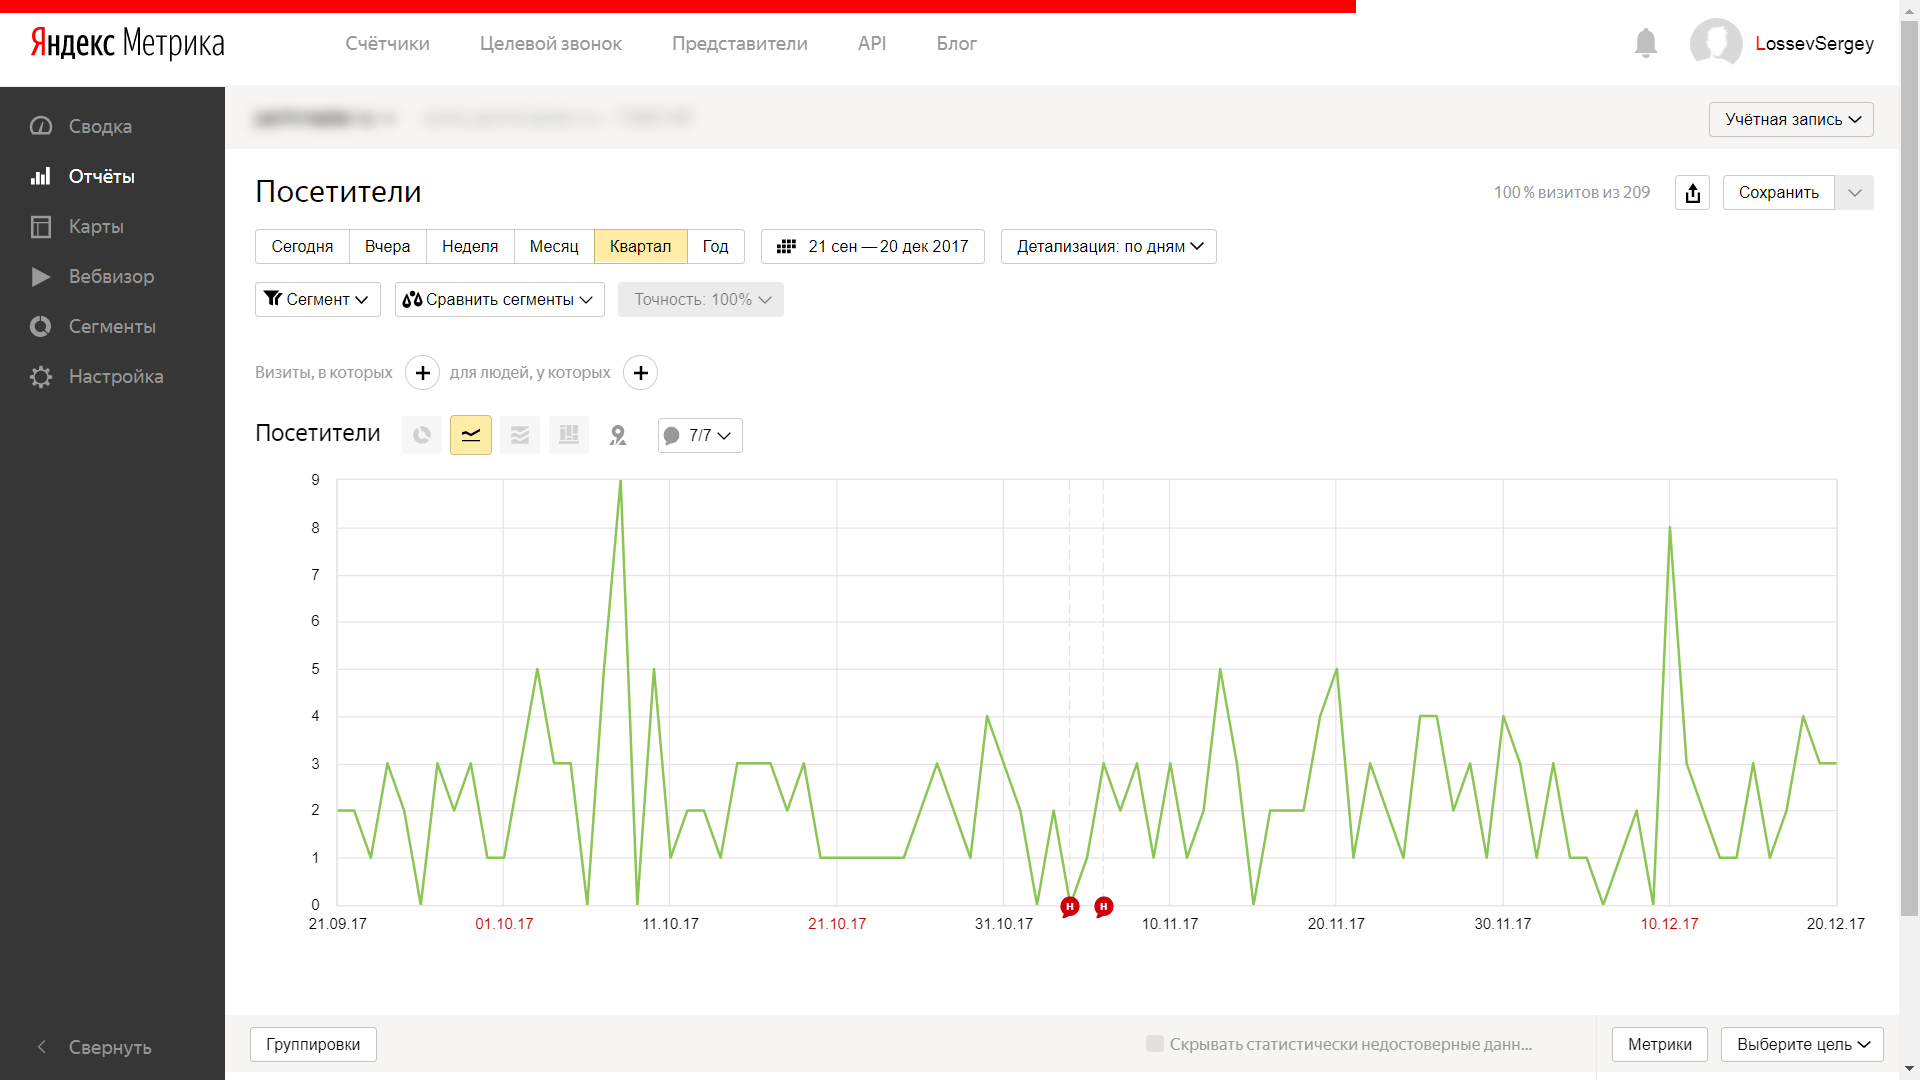 Яндекс Метрика Счётчики Целевой звонок Представители API Блог LossevSergey
Сводка
Отчёты
Карты
Вебвизор
Сегменты
Настройка
Свернуть
Учётная запись
Посетители 100 % визитов из 209 Сохранить
Сегодня Вчера Неделя Месяц Квартал Год 21 сен — 20 дек 2017 Детализация: по дням
Сегмент Сравнить сегменты Точность: 100%
Визиты, в которых + для людей, у которых +
Посетители 7/7
9
8
7
6
5
4
3
2
1
0
Н Н
21.09.17 01.10.17 11.10.17 21.10.17 31.10.17 10.11.17 20.11.17 30.11.17 10.12.17 20.12.17
Группировки Скрывать статистически недостоверные данн... Метрики Выберите цель